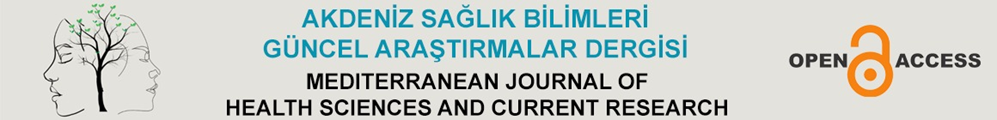 AKDENİZ SAĞLIK BİLİMLERİ
GÜNCEL ARAŞTIRMALAR DERGİSİ
MEDITERRANEAN JOURNAL OF
HEALTH SCIENCES AND CURRENT RESEARCH
OPEN ACCESS